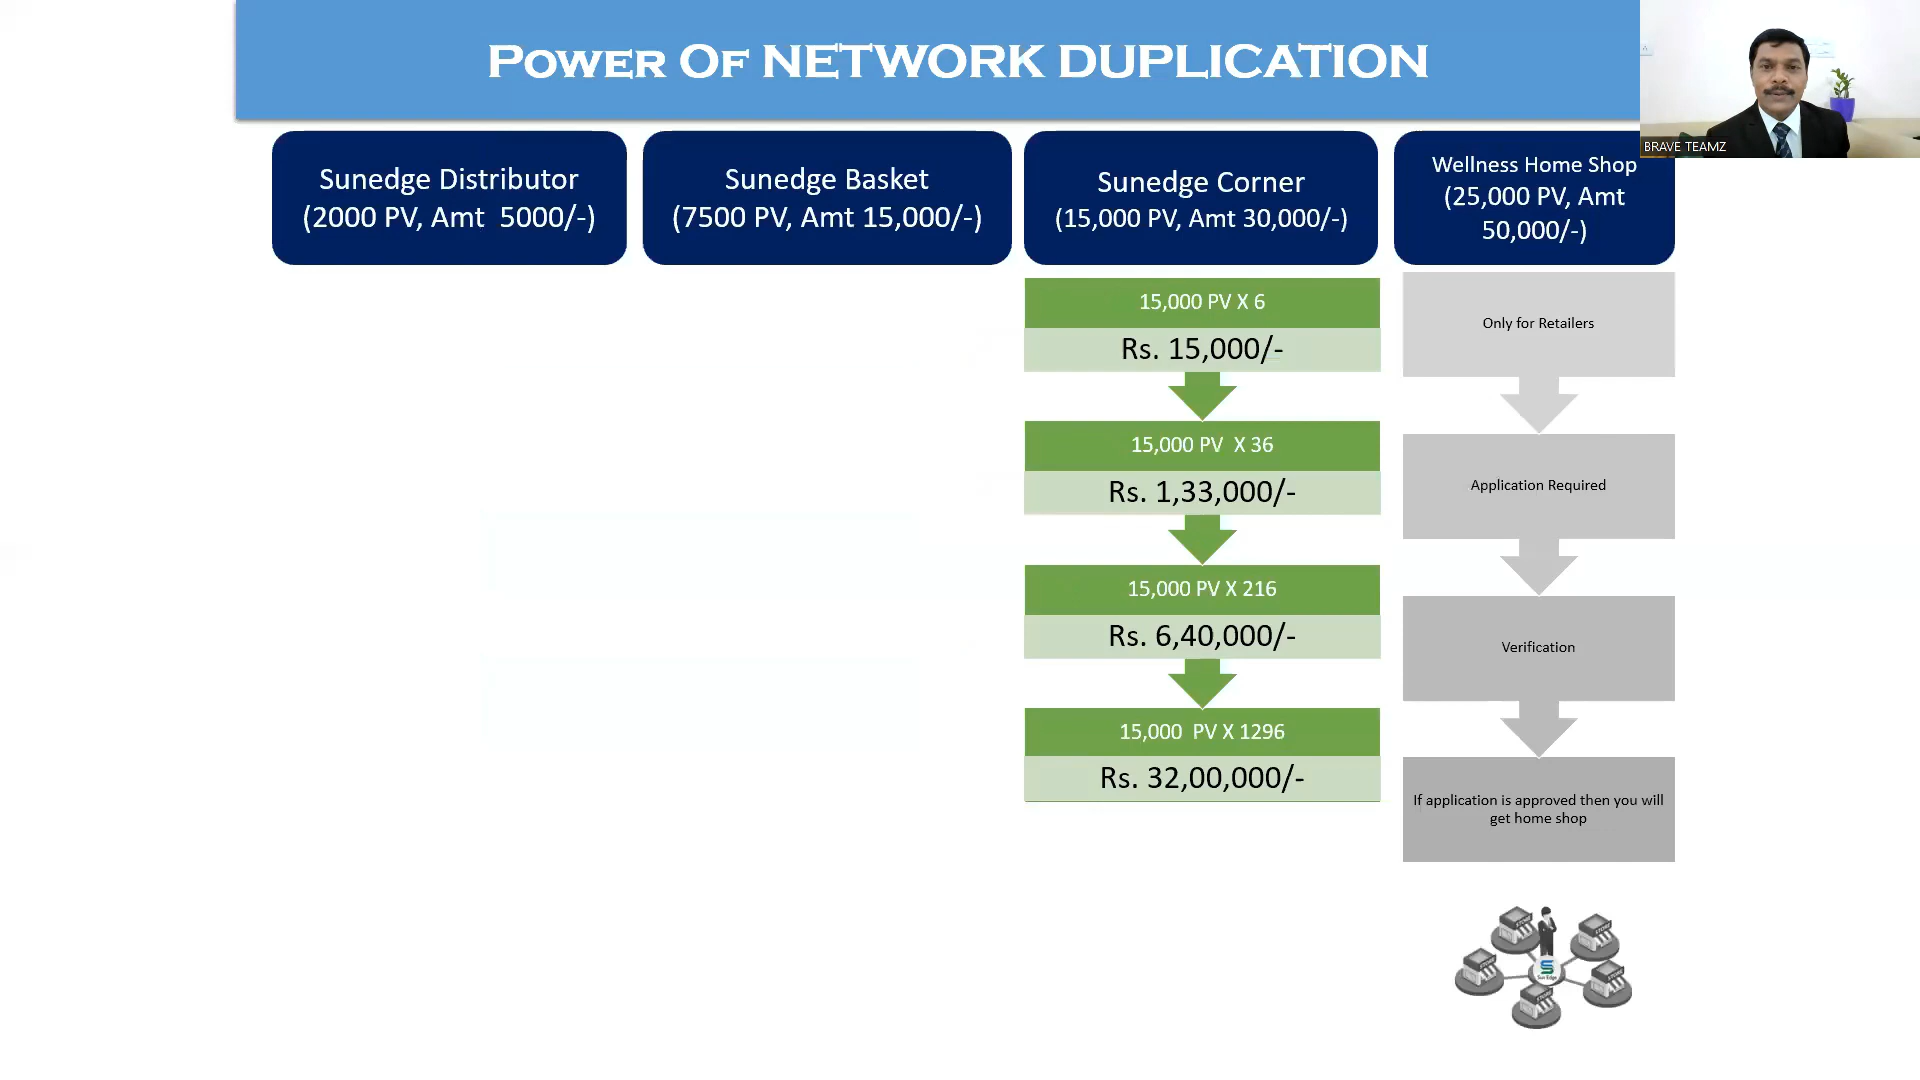 Power Of NETWORK DUPLICATION
BRAVE TEAMZ
Sunedge Distributor
(2000 PV, Amt 5000/-)
Sunedge Basket
(7500 PV, Amt 15,000/-)
Sunedge Corner
(15,000 PV, Amt 30,000/-)
Wellness Home Shop
(25,000 PV, Amt
50,000/-)
15,000 PV X 6
Rs. 15,000/-
15,000 PV X 36
Rs. 1,33,000/-
15,000 PV X 216
Rs. 6,40,000/-
15,000 PV X 1296
Rs. 32,00,000/-
Only for Retailers
Application Required
Verification
If application is approved then you will
get home shop